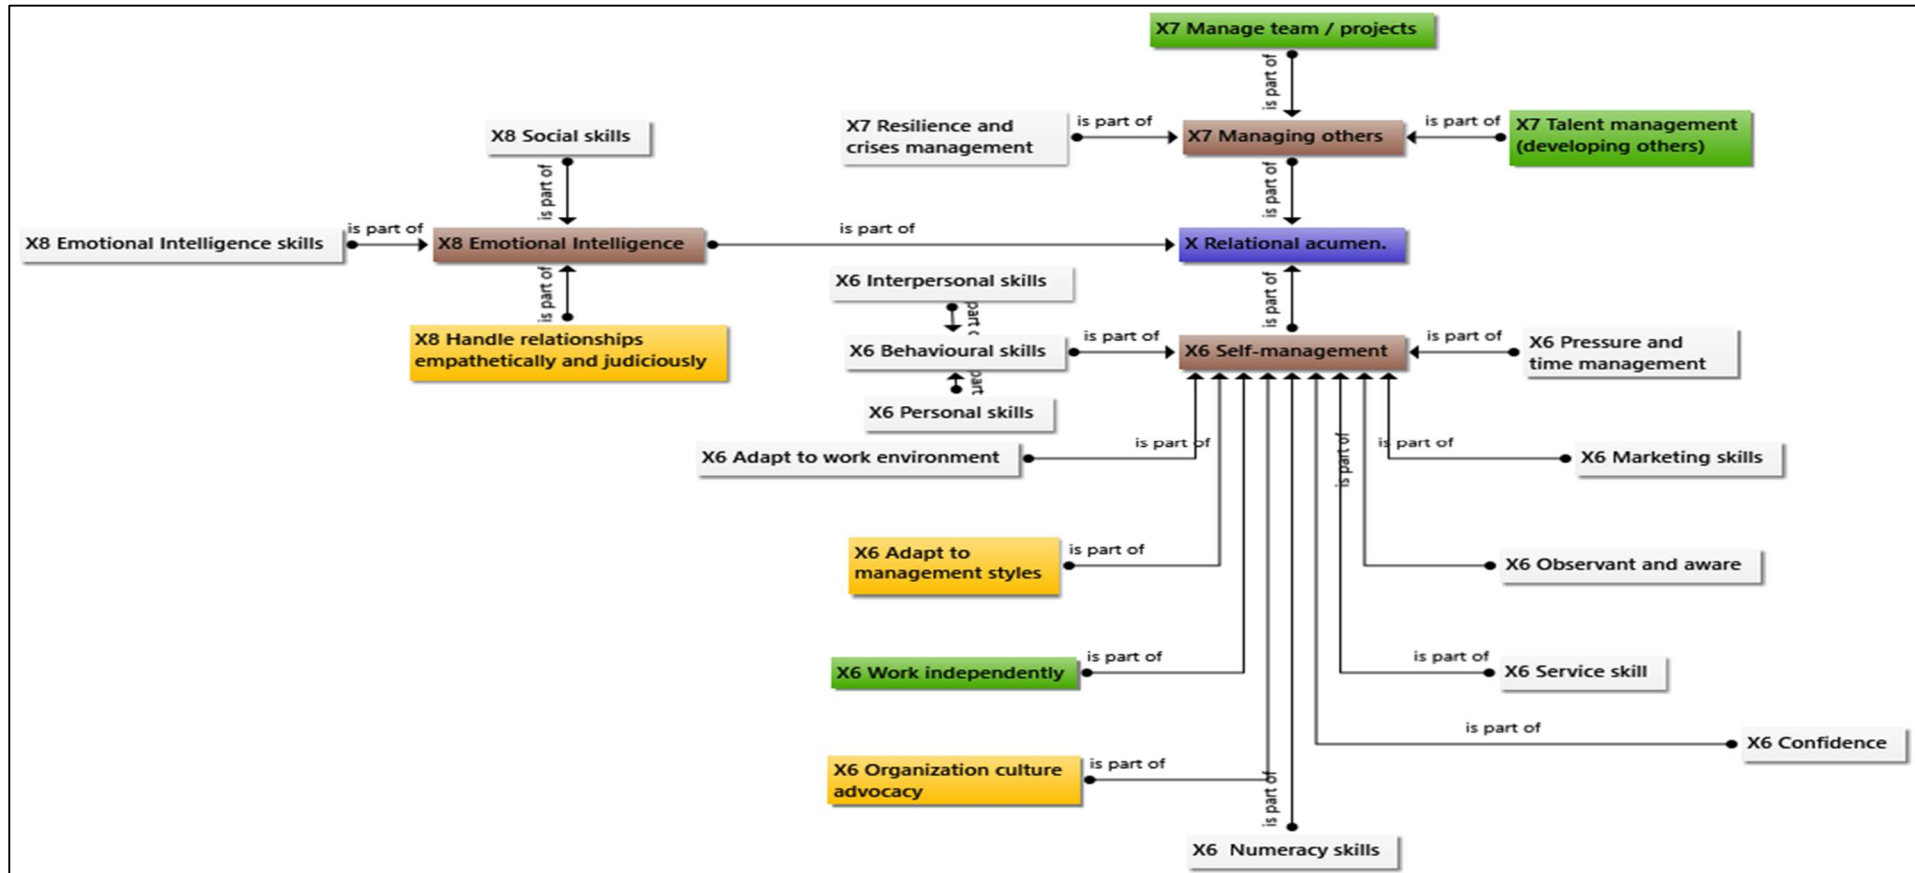 X7 Manage team / projects
is part of
X7 Resilience and
crises management
is part of
X7 Managing others
is part of
X7 Talent management
(developing others)
X8 Social skills
is part of
is part of
X8 Emotional Intelligence skills
is part of
X8 Emotional Intelligence
is part of
X Relational acumen.
is part of
X8 Handle relationships
empathetically and judiciously
X6 Interpersonal skills
part
X6 Behavioural skills
is part of
is part of
X6 Self-management
is part of
X6 Pressure and
time management
part
X6 Personal skills
X6 Adapt to work environment
is part of
is part of
is part of
X6 Marketing skills
X6 Adapt to
management styles
is part of
X6 Observant and aware
X6 Work independently
is part of
is part of
X6 Service skill
is part of
X6 Confidence
X6 Organization culture
advocacy
is part of
is part of
X6 Numeracy skills